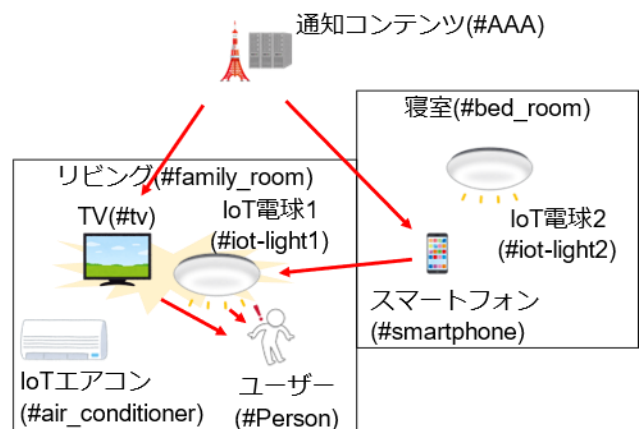 通知コンテンツ(#AAA)
寝室(#bed_room)
リビング(#family_room)
TV(#tv)
IoT電球1
(#iot-light1)
IoT電球2
(#iot-light2)
スマートフォン
(#smartphone)
IoTエアコン
(#air_conditioner)
ユーザー
(#Person)